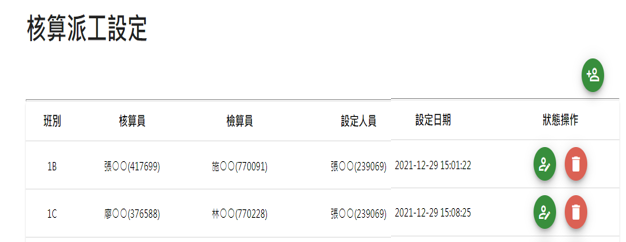 核算派工設定
班別 核算員 檢算員 設定人員 設定日期 狀態操作
1B 張〇〇(417699) 施〇〇(770091) 張〇〇(239069) 2021-12-29 15:01:22
1C 廖〇〇(376588) 林〇〇(770228) 張〇〇(239069) 2021-12-29 15:08:25